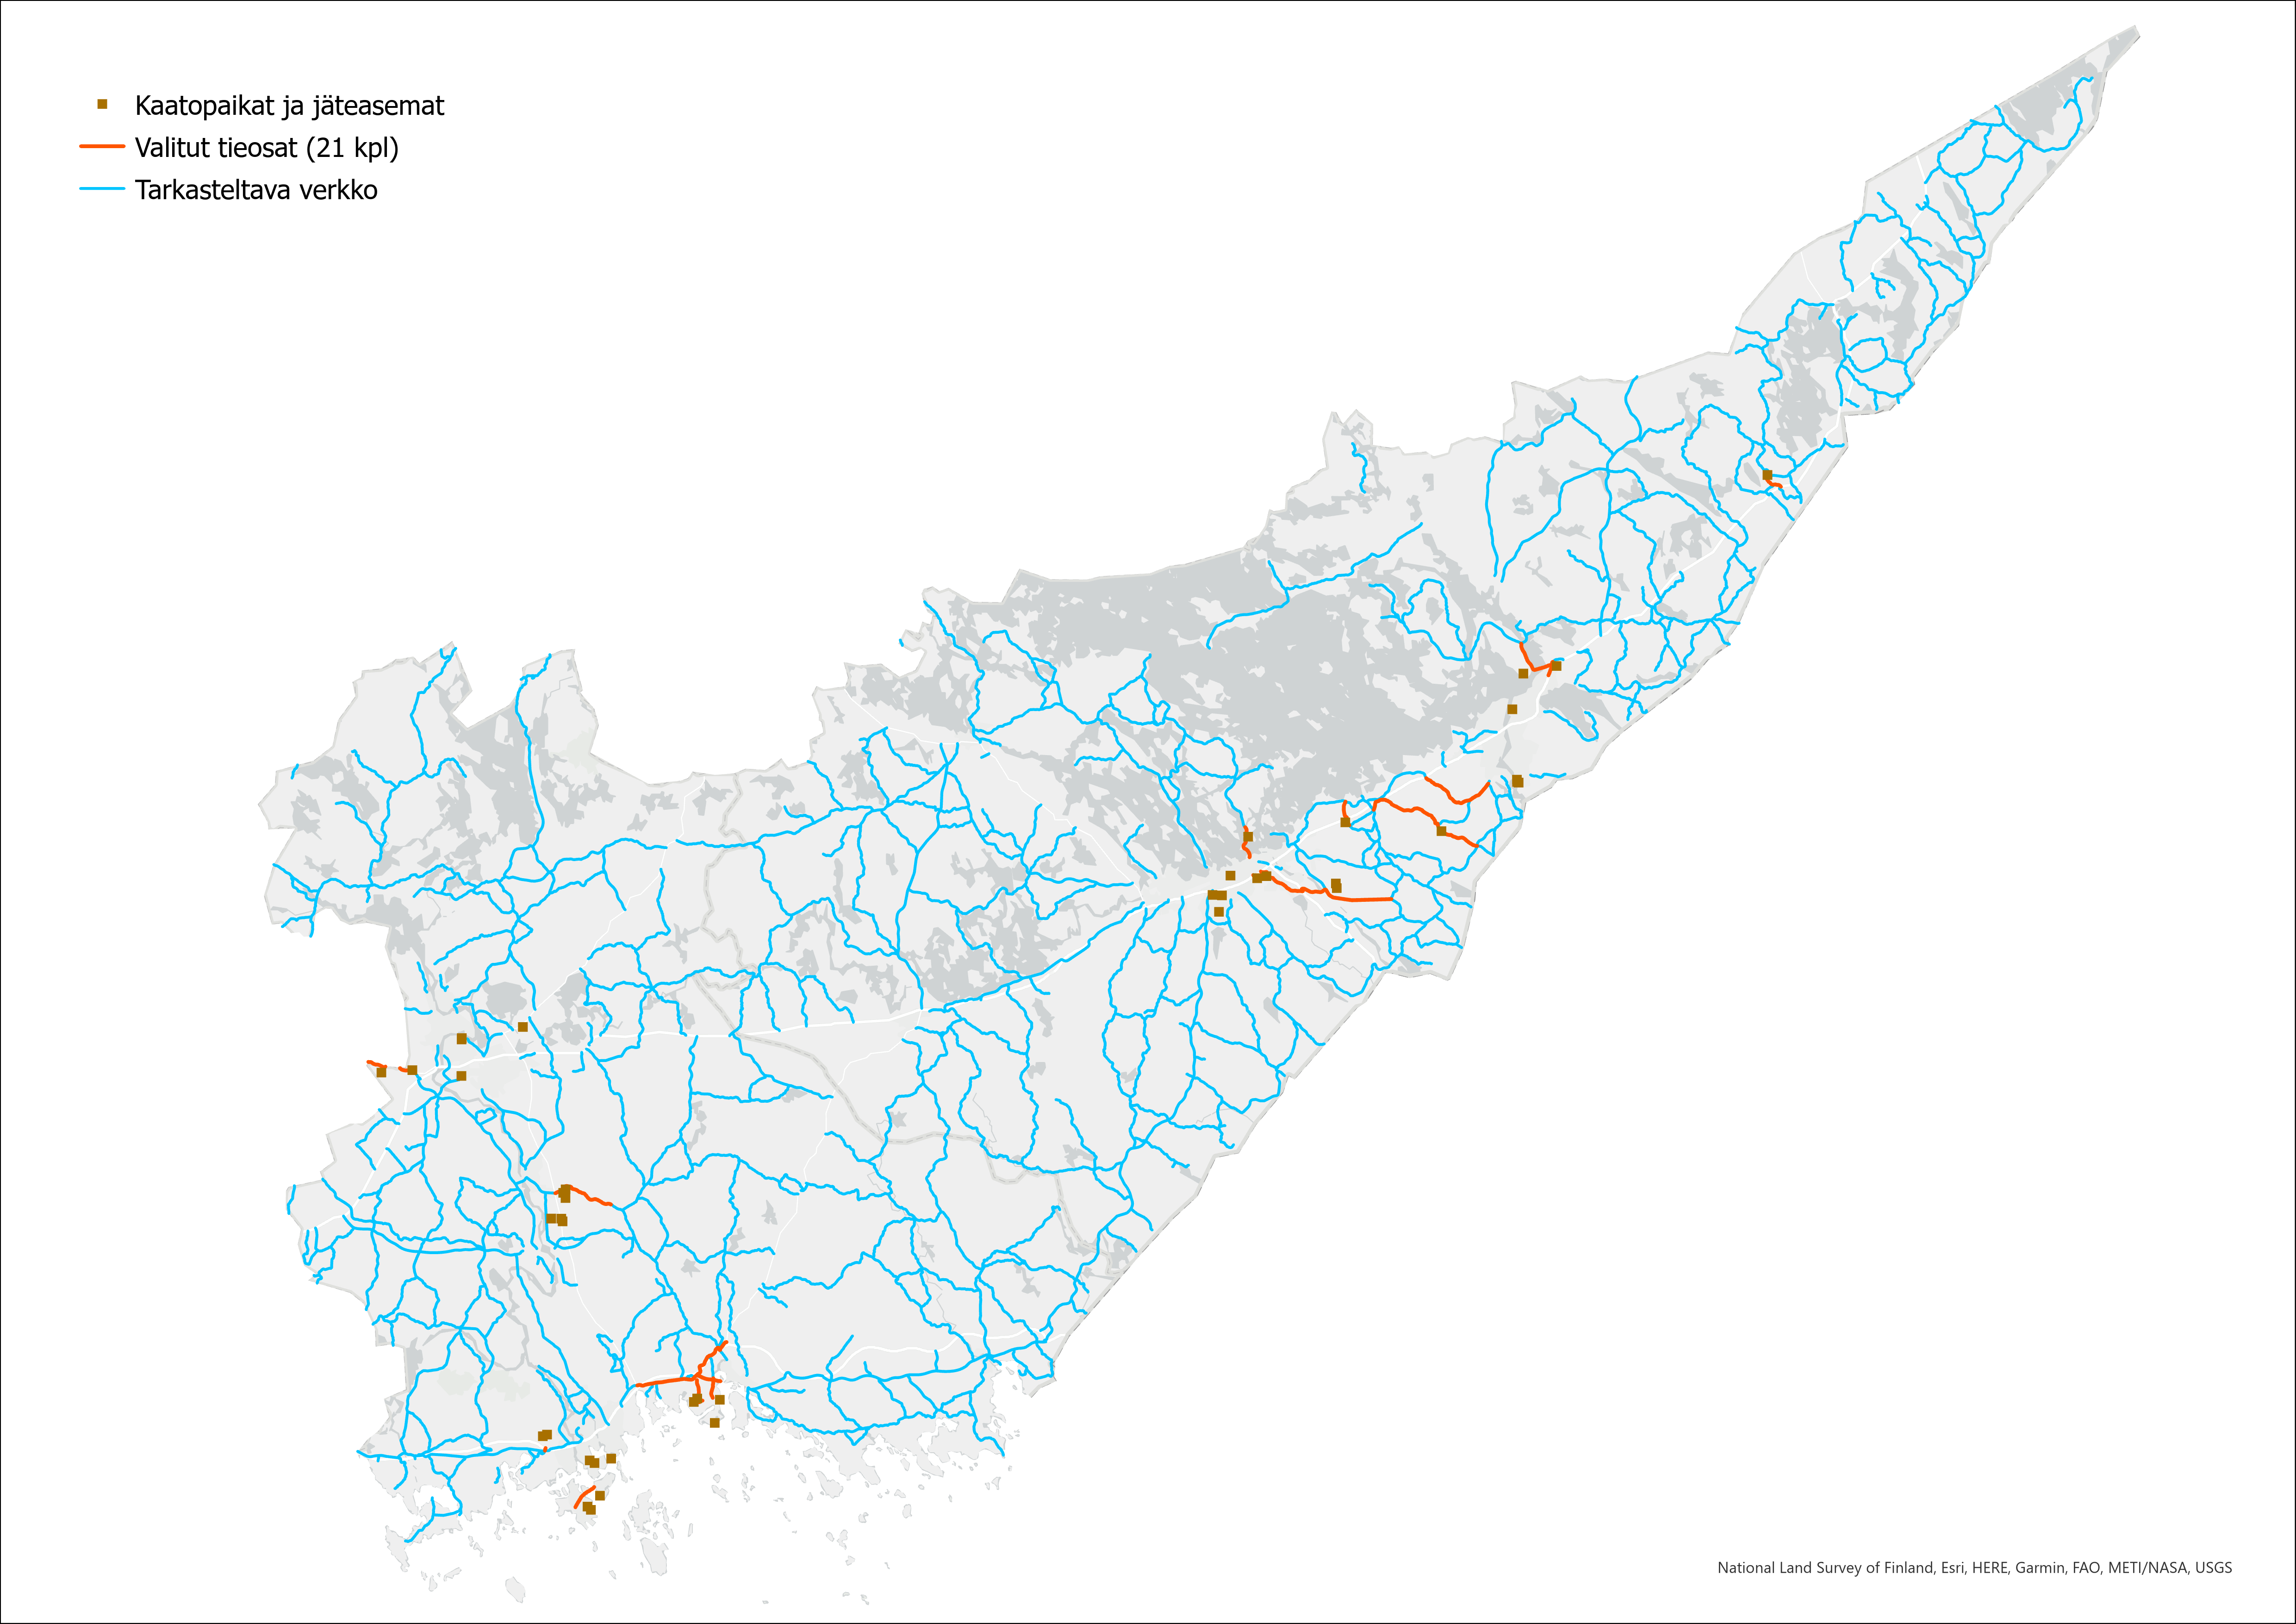 Kaatopaikat ja jäteasemat
Valitut tieosat (21 kpl)
Tarkasteltava verkko
National Land Survey of Finland, Esri, HERE, Garmin, FAO, METI/NASA, USGS